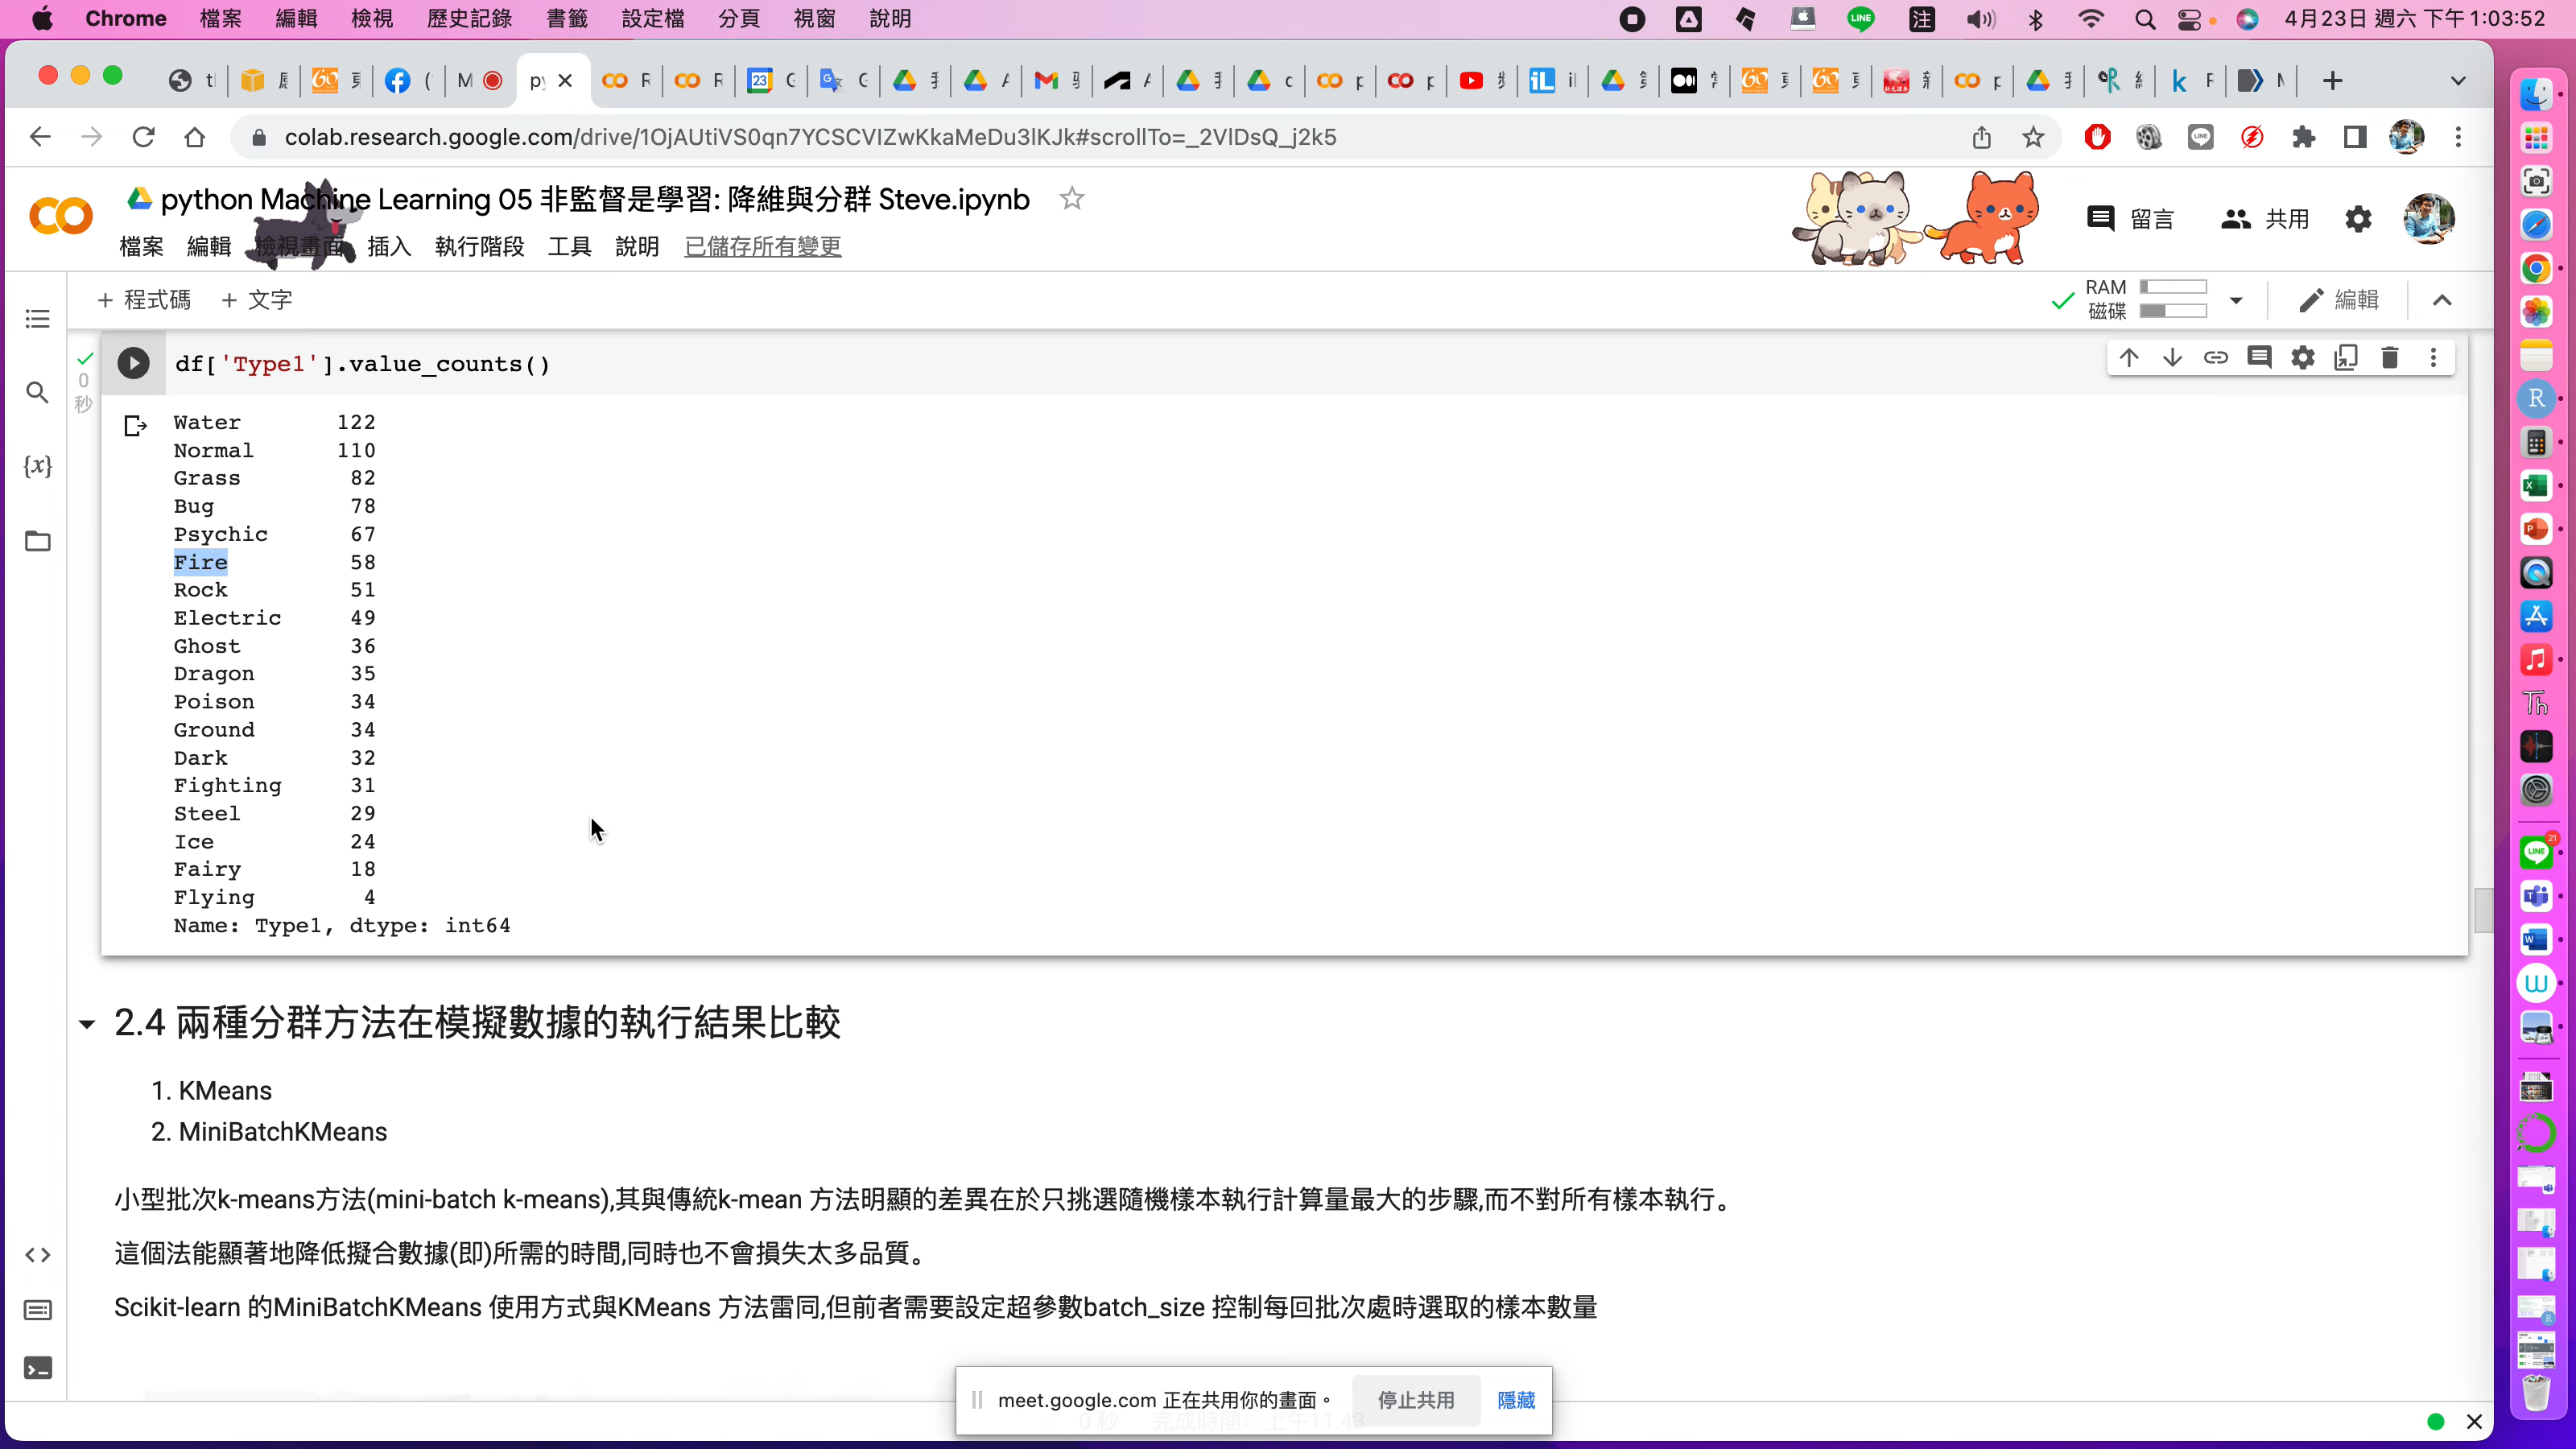 Chrome 檔案 編輯 檢視 歷史記錄 書籤 設定檔 分頁 視窗 說明 LINE 注 4月23日 週六 下午1:03:52
colab.research.google.com/drive/1OjAUtiVS0qn7YCSCVIZwKkaMeDu3lKJk#scrollTo=_2VlDsQ_j2k5
python Machine Learning 05 非監督是學習: 降維與分群 Steve.ipynb
留言 共用
檔案 編輯 檢視畫面 插入 執行階段 工具 說明 已儲存所有變更
+ 程式碼 + 文字
RAM
磁碟
編輯
0
秒
df['Type1'].value_counts()
Water 122
Normal 110
Grass 82
Bug 78
Psychic 67
Fire 58
Rock 51
Electric 49
Ghost 36
Dragon 35
Poison 34
Ground 34
Dark 32
Fighting 31
Steel 29
Ice 24
Fairy 18
Flying 4
Name: Type1, dtype: int64
2.4 兩種分群方法在模擬數據的執行結果比較
1. KMeans
2. MiniBatchKMeans
小型批次k-means方法(mini-batch k-means),其與傳統k-mean 方法明顯的差異在於只挑選隨機樣本執行計算量最大的步驟,而不對所有樣本執行。
這個法能顯著地降低擬合數據(即)所需的時間,同時也不會損失太多品質。
Scikit-learn 的MiniBatchKMeans 使用方式與KMeans 方法雷同,但前者需要設定超參數batch_size 控制每回批次處時選取的樣本數量
meet.google.com 正在共用你的畫面。 停止共用 隱藏